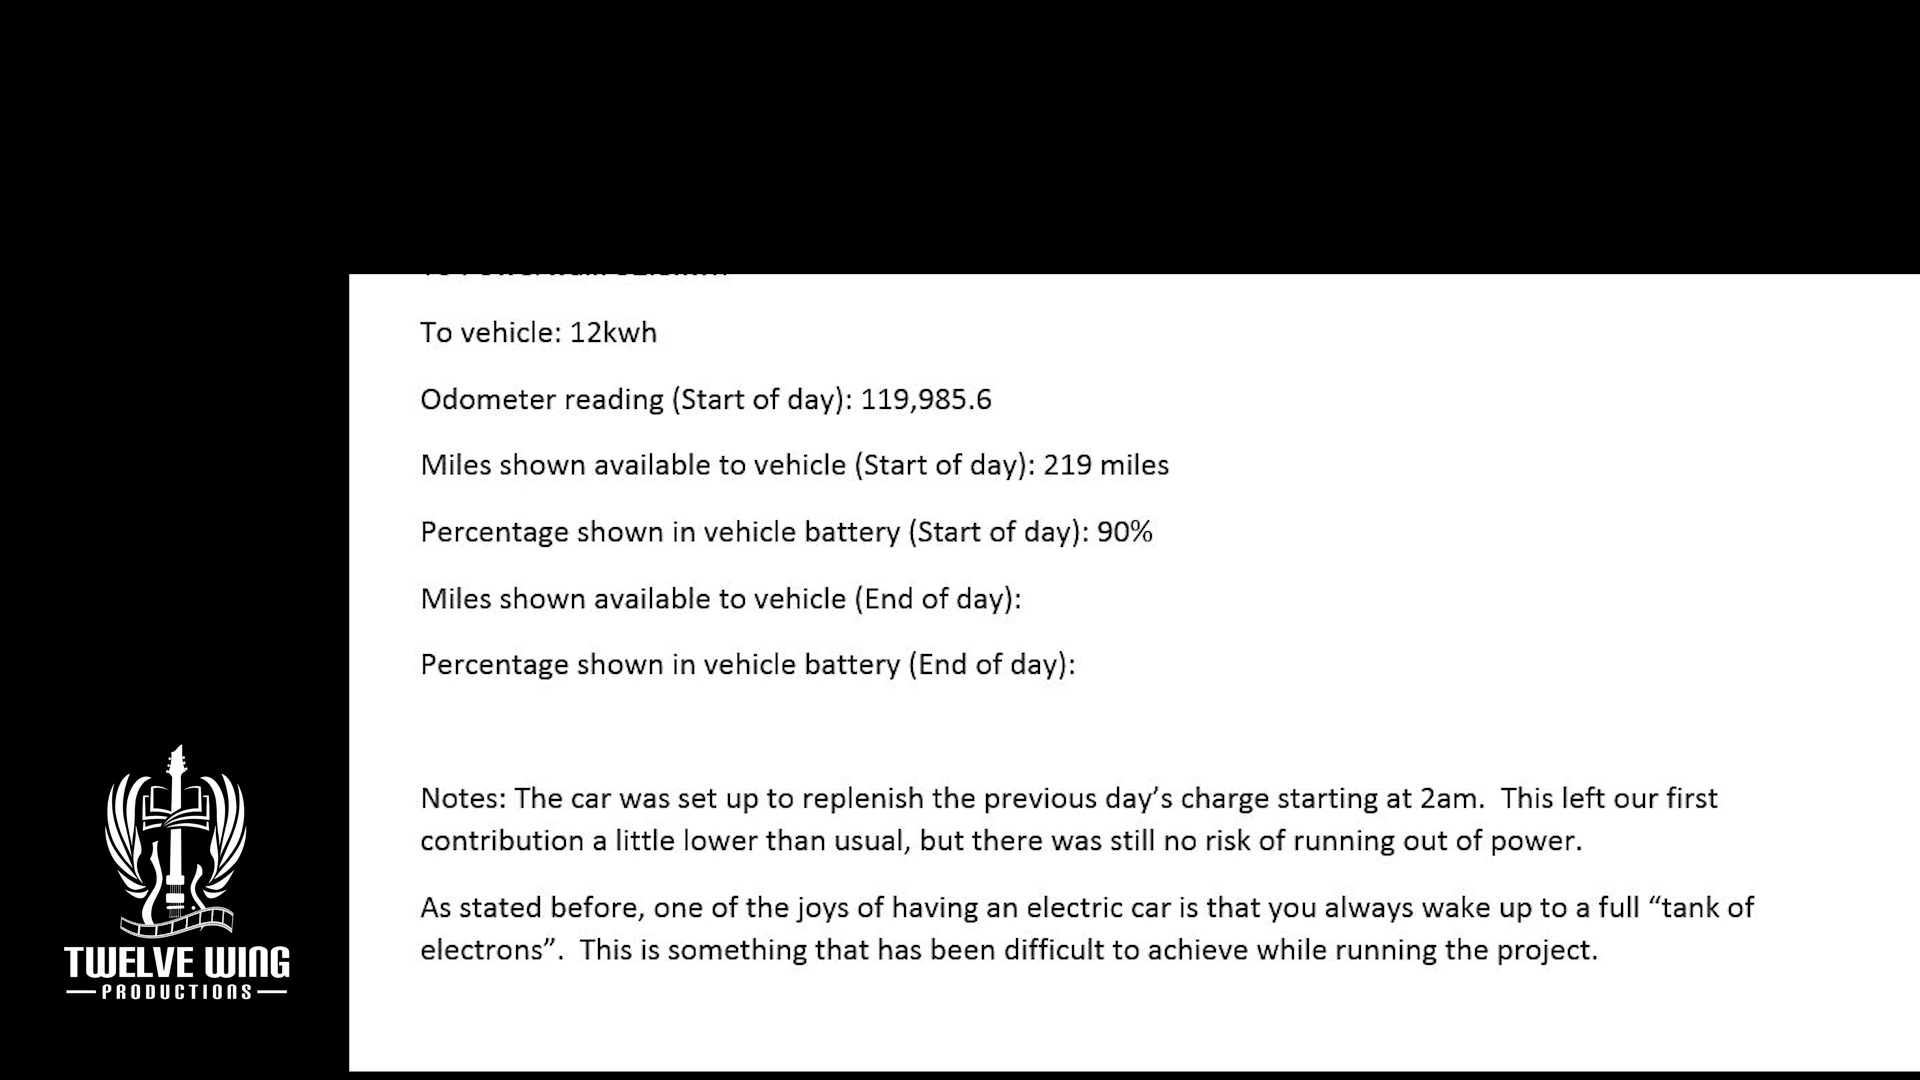 To vehicle: 12kwh
Odometer reading (Start of day): 119,985.6
Miles shown available to vehicle (Start of day): 219 miles
Percentage shown in vehicle battery (Start of day): 90%
Miles shown available to vehicle (End of day):
Percentage shown in vehicle battery (End of day):
Notes: The car was set up to replenish the previous day’s charge starting at 2am.  This left our first
contribution a little lower than usual, but there was still no risk of running out of power.
As stated before, one of the joys of having an electric car is that you always wake up to a full “tank of
electrons”.  This is something that has been difficult to achieve while running the project.
TWELVE WING
PRODUCTIONS